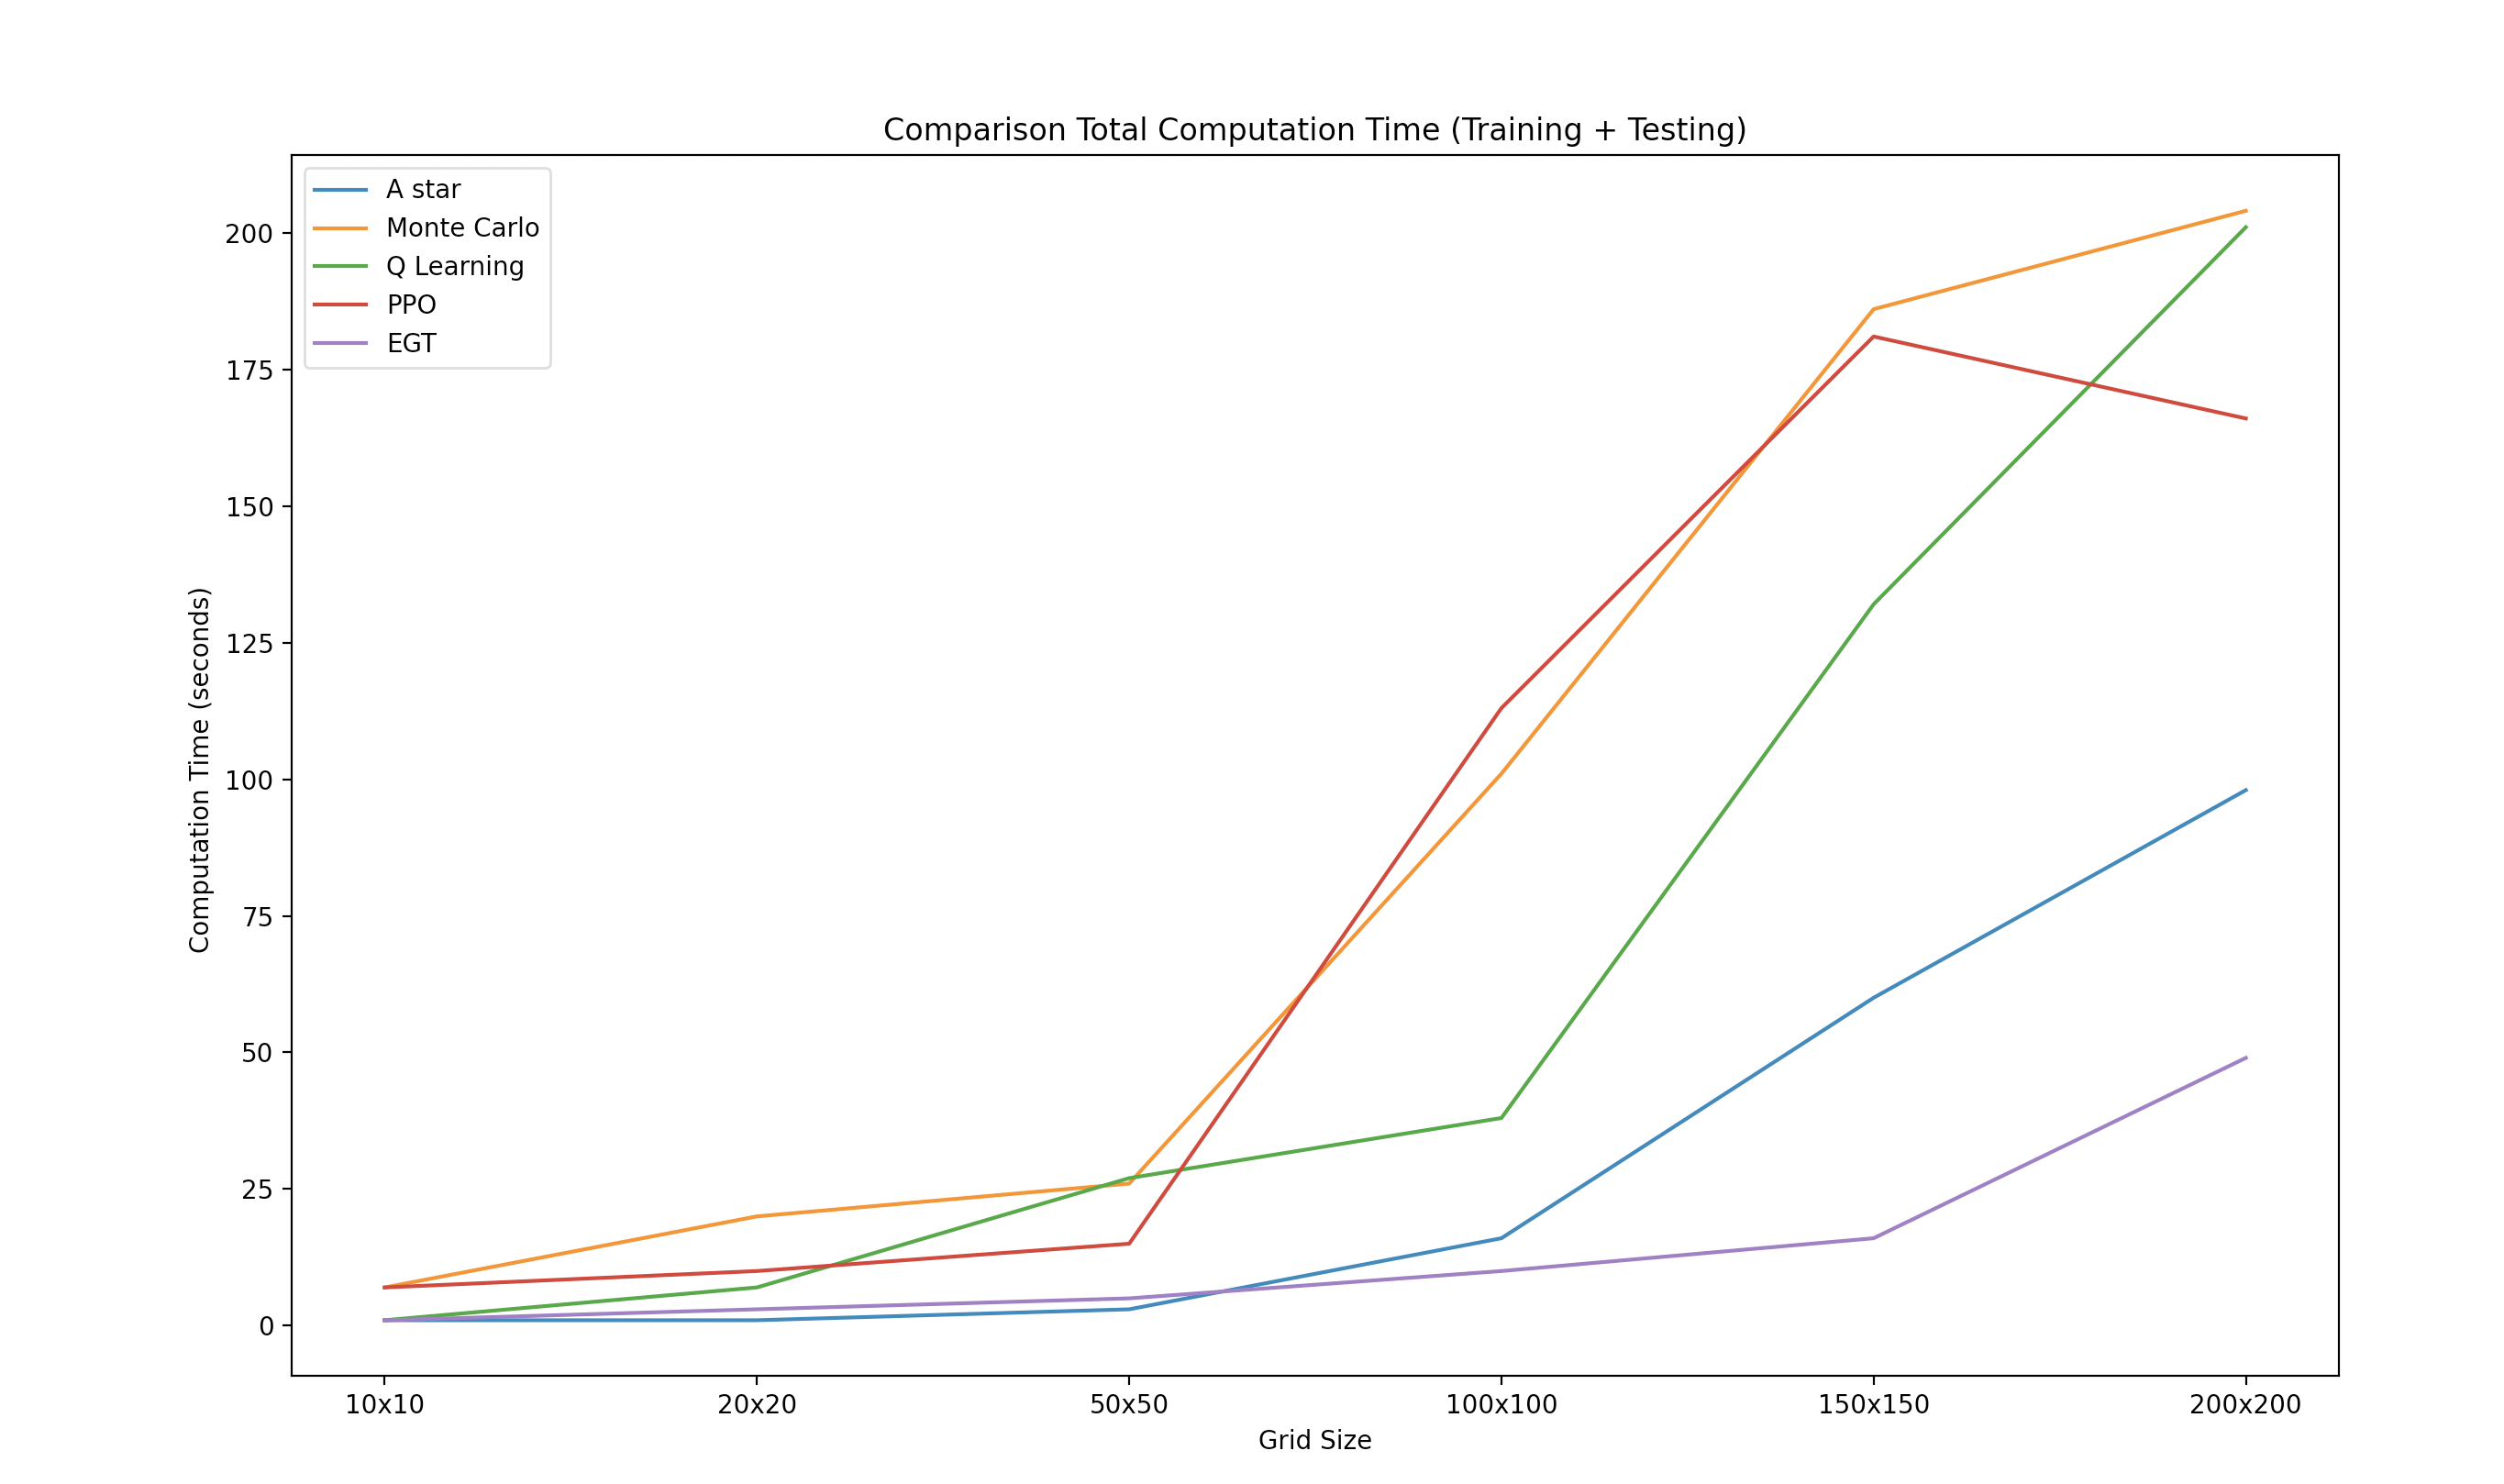 Comparison Total Computation Time (Training + Testing)
A star
Monte Carlo
Q Learning
PPO
EGT
Computation Time (seconds)
200
175
150
125
100
75
50
25
0
10x10
20x20
50x50
100x100
150x150
200x200
Grid Size